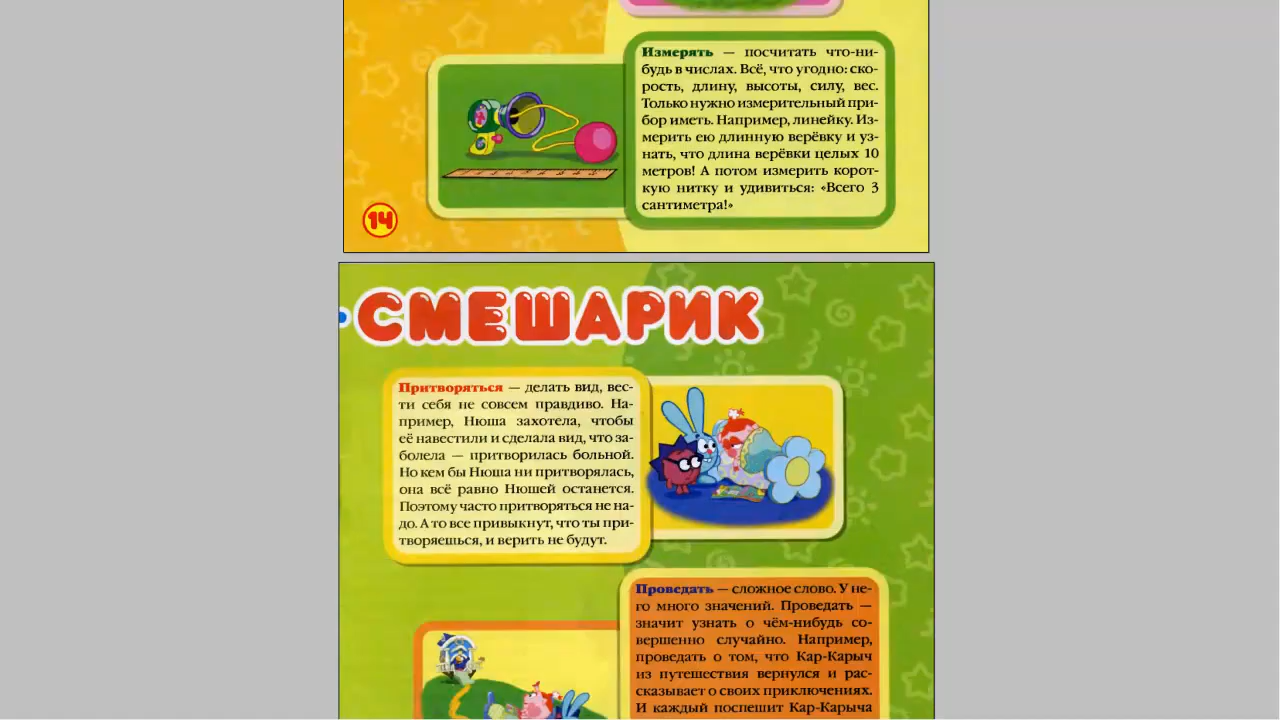 Измерять — посчитать что-ни-
будь в числах. Всё, что угодно: ско-
рость, длину, высоты, силу, вес.
Только нужно измерительный при-
бор иметь. Например, линейку. Из-
мерить ею длинную верёвку и уз-
нать, что длина верёвки целых 10
метров! А потом измерить корот-
кую нитку и удивиться: «Всего 3
сантиметра!»
14
СМЕШАРИК
Притворяться — делать вид, вес-
ти себя не совсем правдиво. На-
пример, Нюша захотела, чтобы
её навестили и сделала вид, что за-
болела — притворилась больной.
Но кем бы Нюша ни притворялась,
она всё равно Нюшей останется.
Поэтому часто притворяться не на-
до. А то все привыкнут, что ты при-
творяешься, и верить не будут.
Проведать — сложное слово. У не-
го много значений. Проведать —
значит узнать о чём-нибудь со-
вершенно случайно. Например,
проведать о том, что Кар-Карыч
из путешествия вернулся и рас-
сказывает о своих приключениях.
И каждый поспешит Кар-Карыча